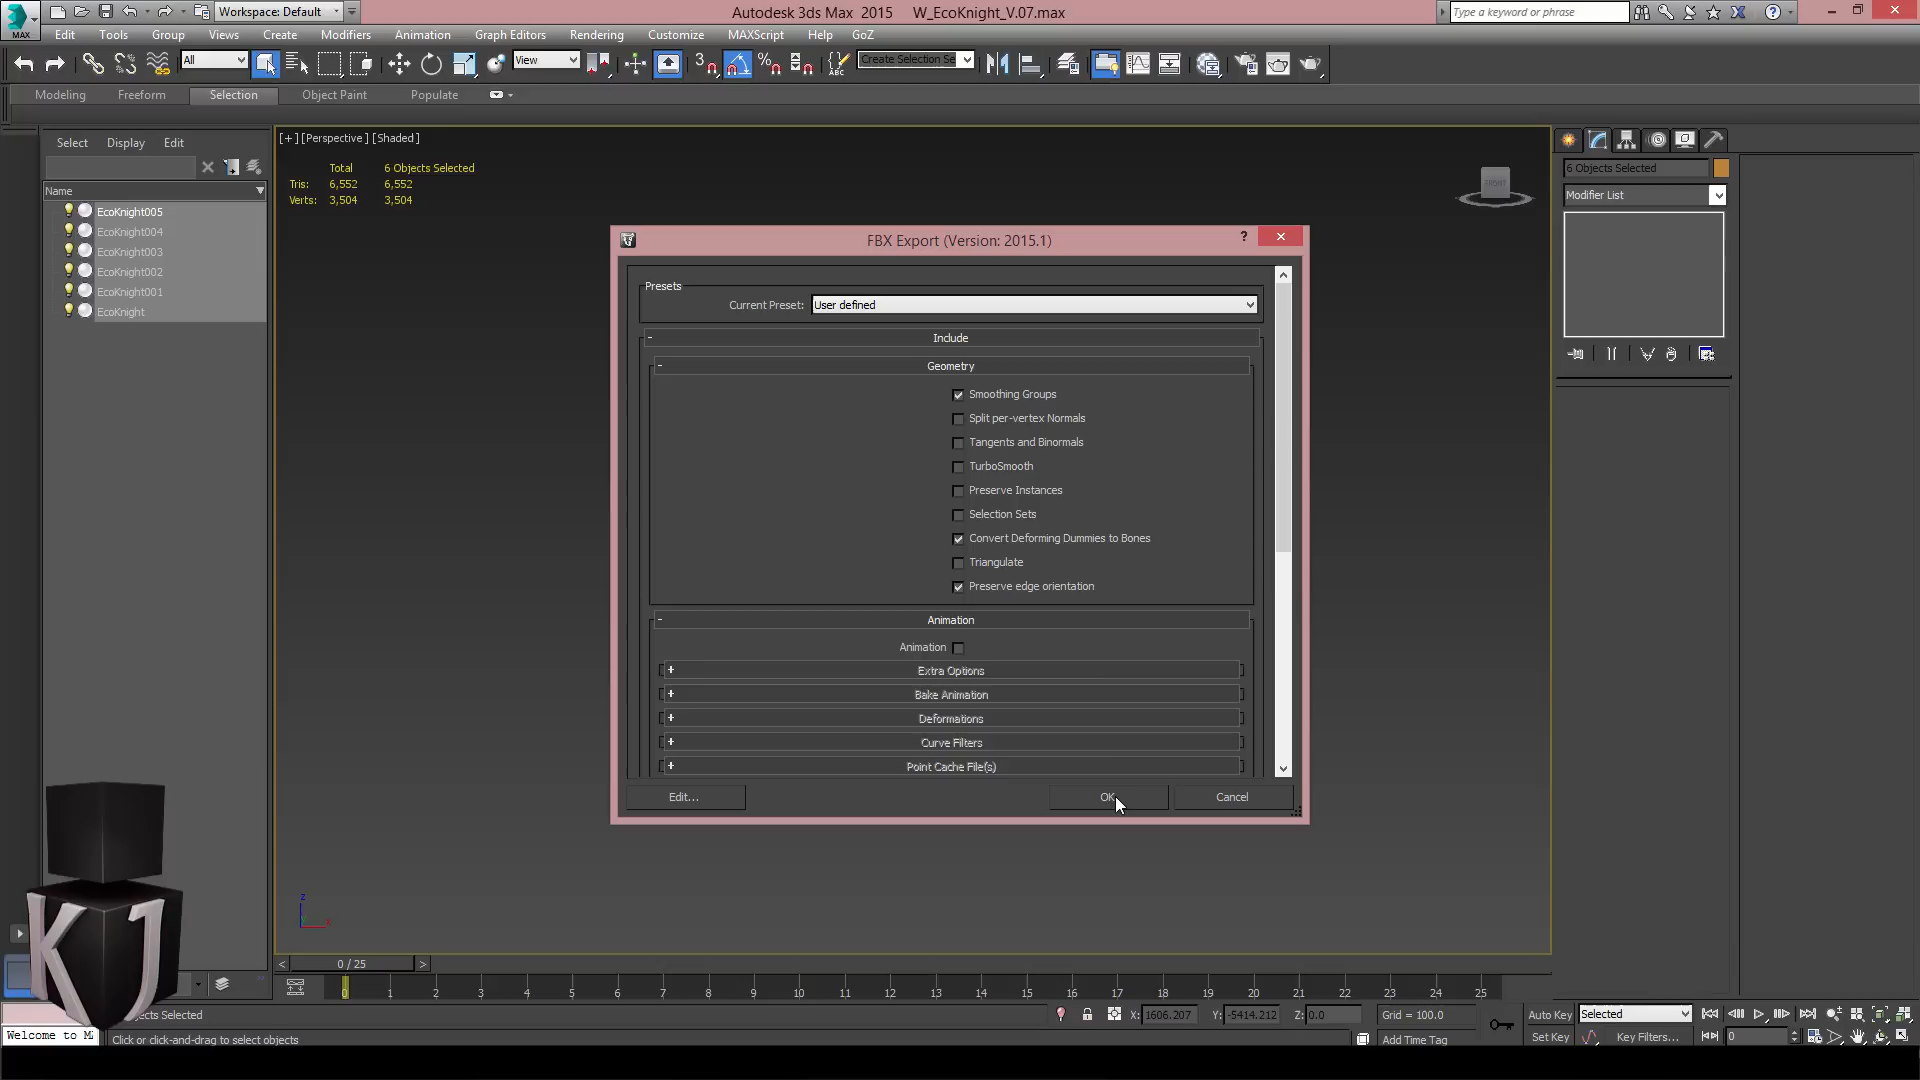 MAX
Workspace: Default
Autodesk 3ds Max 2015 W_EcoKnight_V.07.max
Type a keyword or phrase
Edit Tools Group Views Create Modifiers Animation Graph Editors Rendering Customize MAXScript Help GoZ
All
View
3
ABC
Create Selection Se
Modeling Freeform Selection Object Paint Populate
Select Display Edit
Name
EcoKnight005
EcoKnight004
EcoKnight003
EcoKnight002
EcoKnight001
EcoKnight
[+] [Perspective] [Shaded]
Total 6 Objects Selected
Tris: 6,552 6,552
Verts: 3,504 3,504
FRONT
6 Objects Selected
Modifier List
FBX Export (Version: 2015.1)
?
Presets
Current Preset: User defined
- Include
- Geometry
Smoothing Groups
Split per-vertex Normals
Tangents and Binormals
TurboSmooth
Preserve Instances
Selection Sets
Convert Deforming Dummies to Bones
Triangulate
Preserve edge orientation
- Animation
Animation
+ Extra Options
+ Bake Animation
+ Deformations
+ Curve Filters
+ Point Cache File(s)
Edit...
OK
Cancel
z
x
KJ
< 0 / 25 >
0 1 2 3 4 5 6 7 8 9 10 11 12 13 14 15 16 17 18 19 20 21 22 23 24 25
jects Selected
X: 1606.207 Y: -5414.212 Z: 0.0 Grid = 100.0
Auto Key Selected
Welcome to M
Click or click-and-drag to select objects
Add Time Tag
Set Key Key Filters... 0